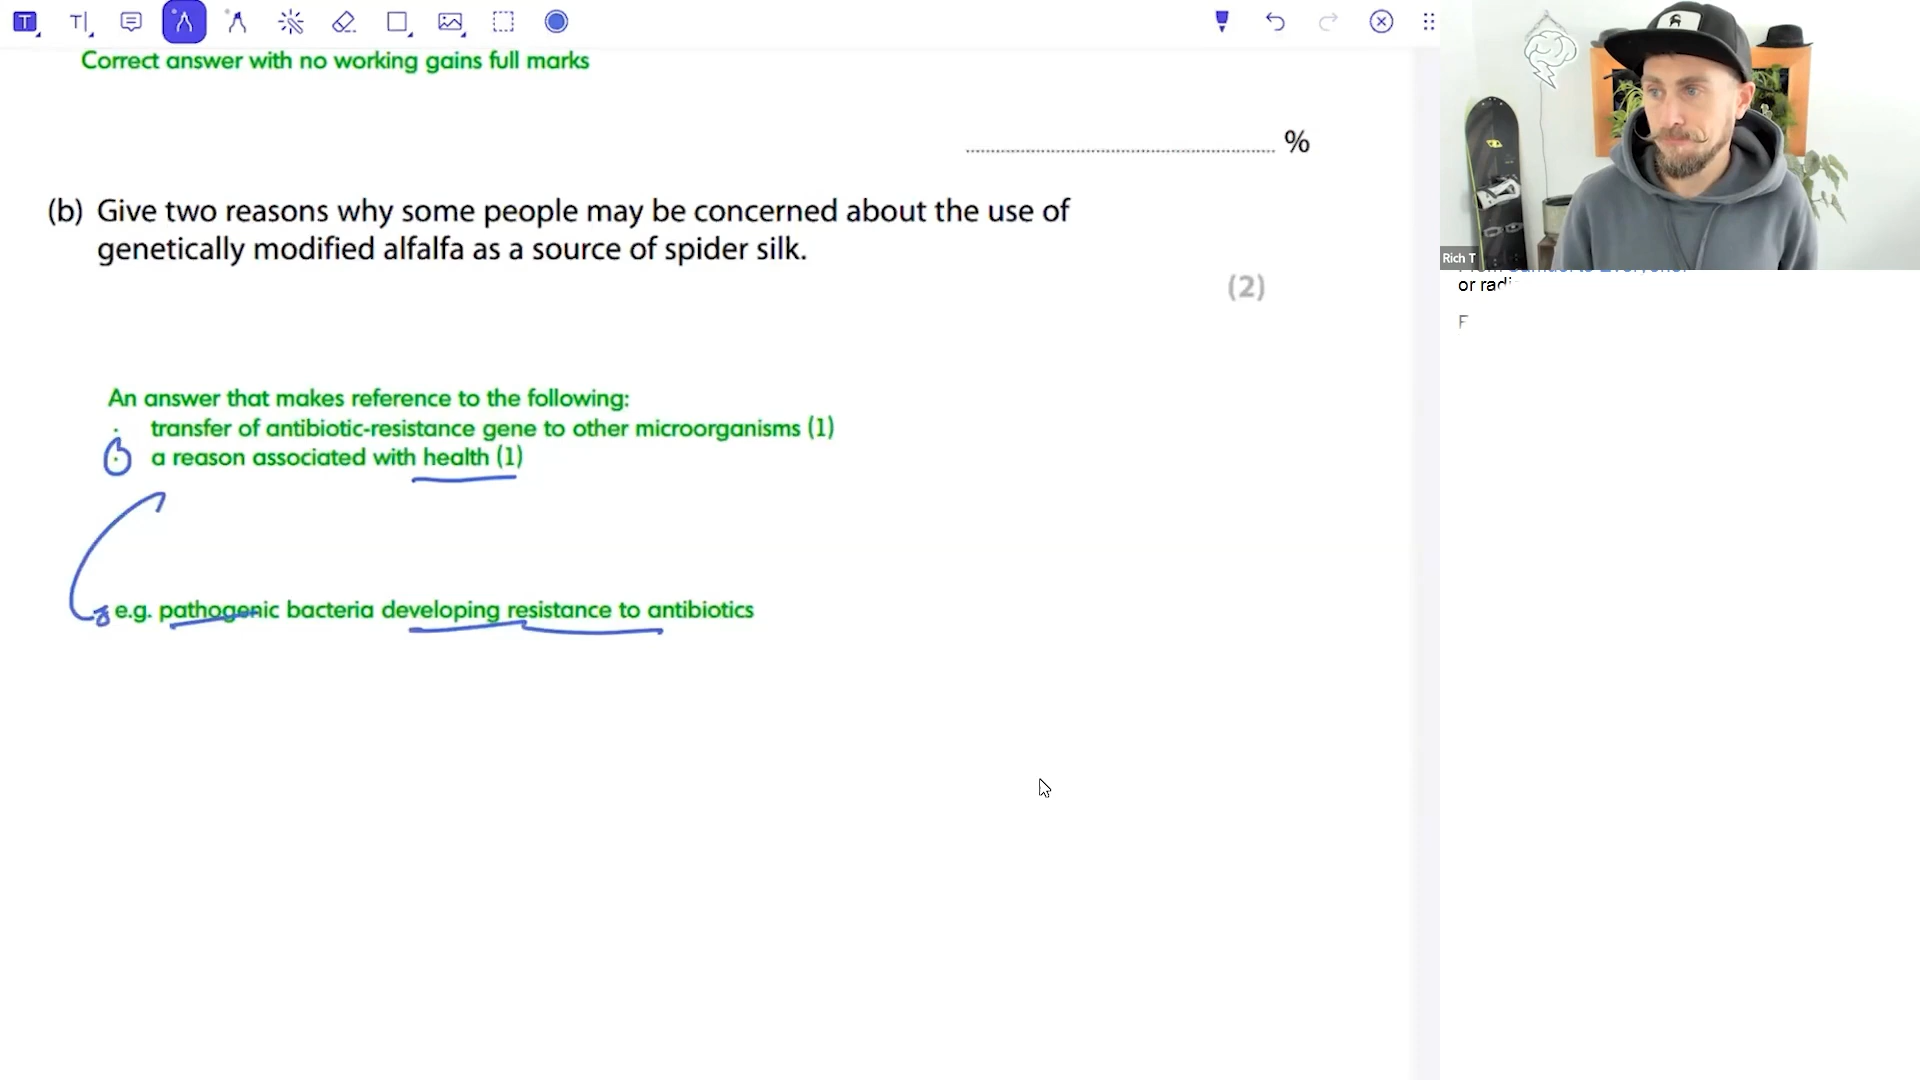 Correct answer with no working gains full marks
%
(b) Give two reasons why some people may be concerned about the use of
genetically modified alfalfa as a source of spider silk.
(2)
An answer that makes reference to the following:
transfer of antibiotic-resistance gene to other microorganisms (1)
a reason associated with health (1)
e.g. pathogenic bacteria developing resistance to antibiotics
Rich T
or